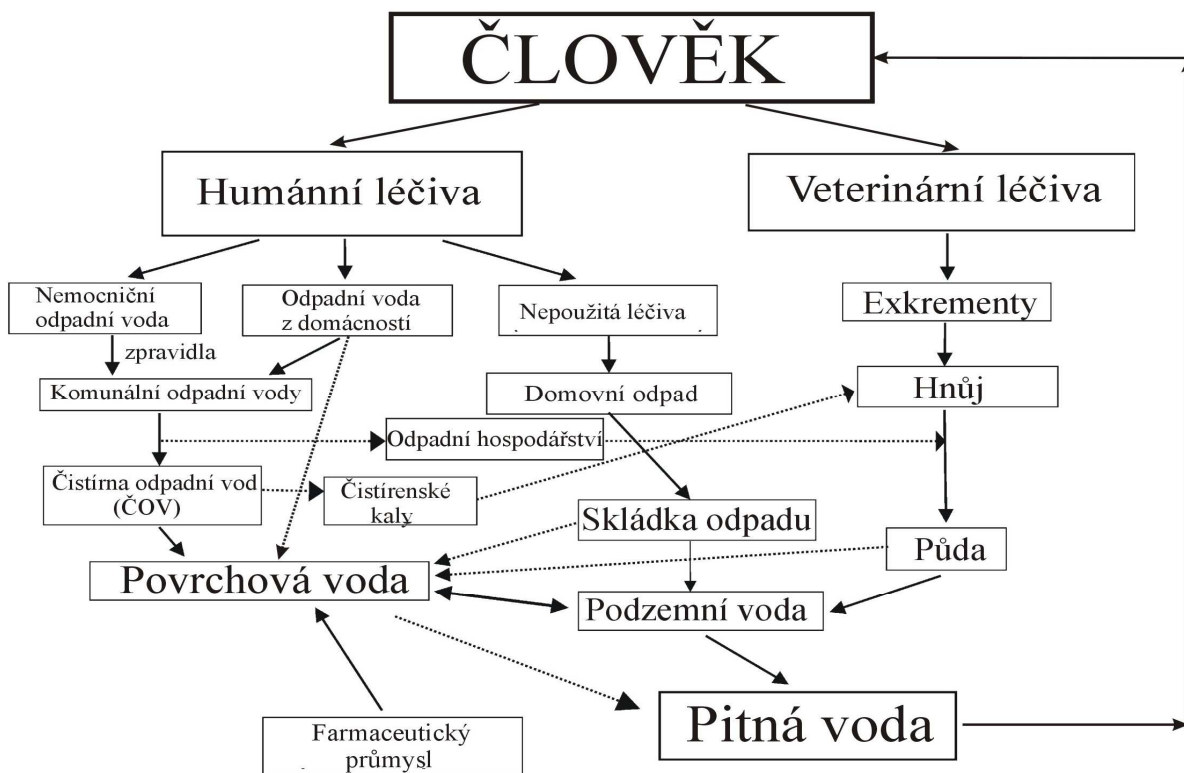 ČLOVĚK
Humánní léčiva
Veterinární léčiva
Nemocniční
odpadní voda
Odpadní voda
z domácností
Nepoužitá léčiva
Exkrementy
zpravidla
Komunální odpadní vody
Domovní odpad
Hnůj
Odpadní hospodářství
Čistírna odpadní vod
(ČOV)
Čistírenské
kaly
Skládka odpadu
Půda
Povrchová voda
Podzemní voda
Pitná voda
Farmaceutický
průmysl